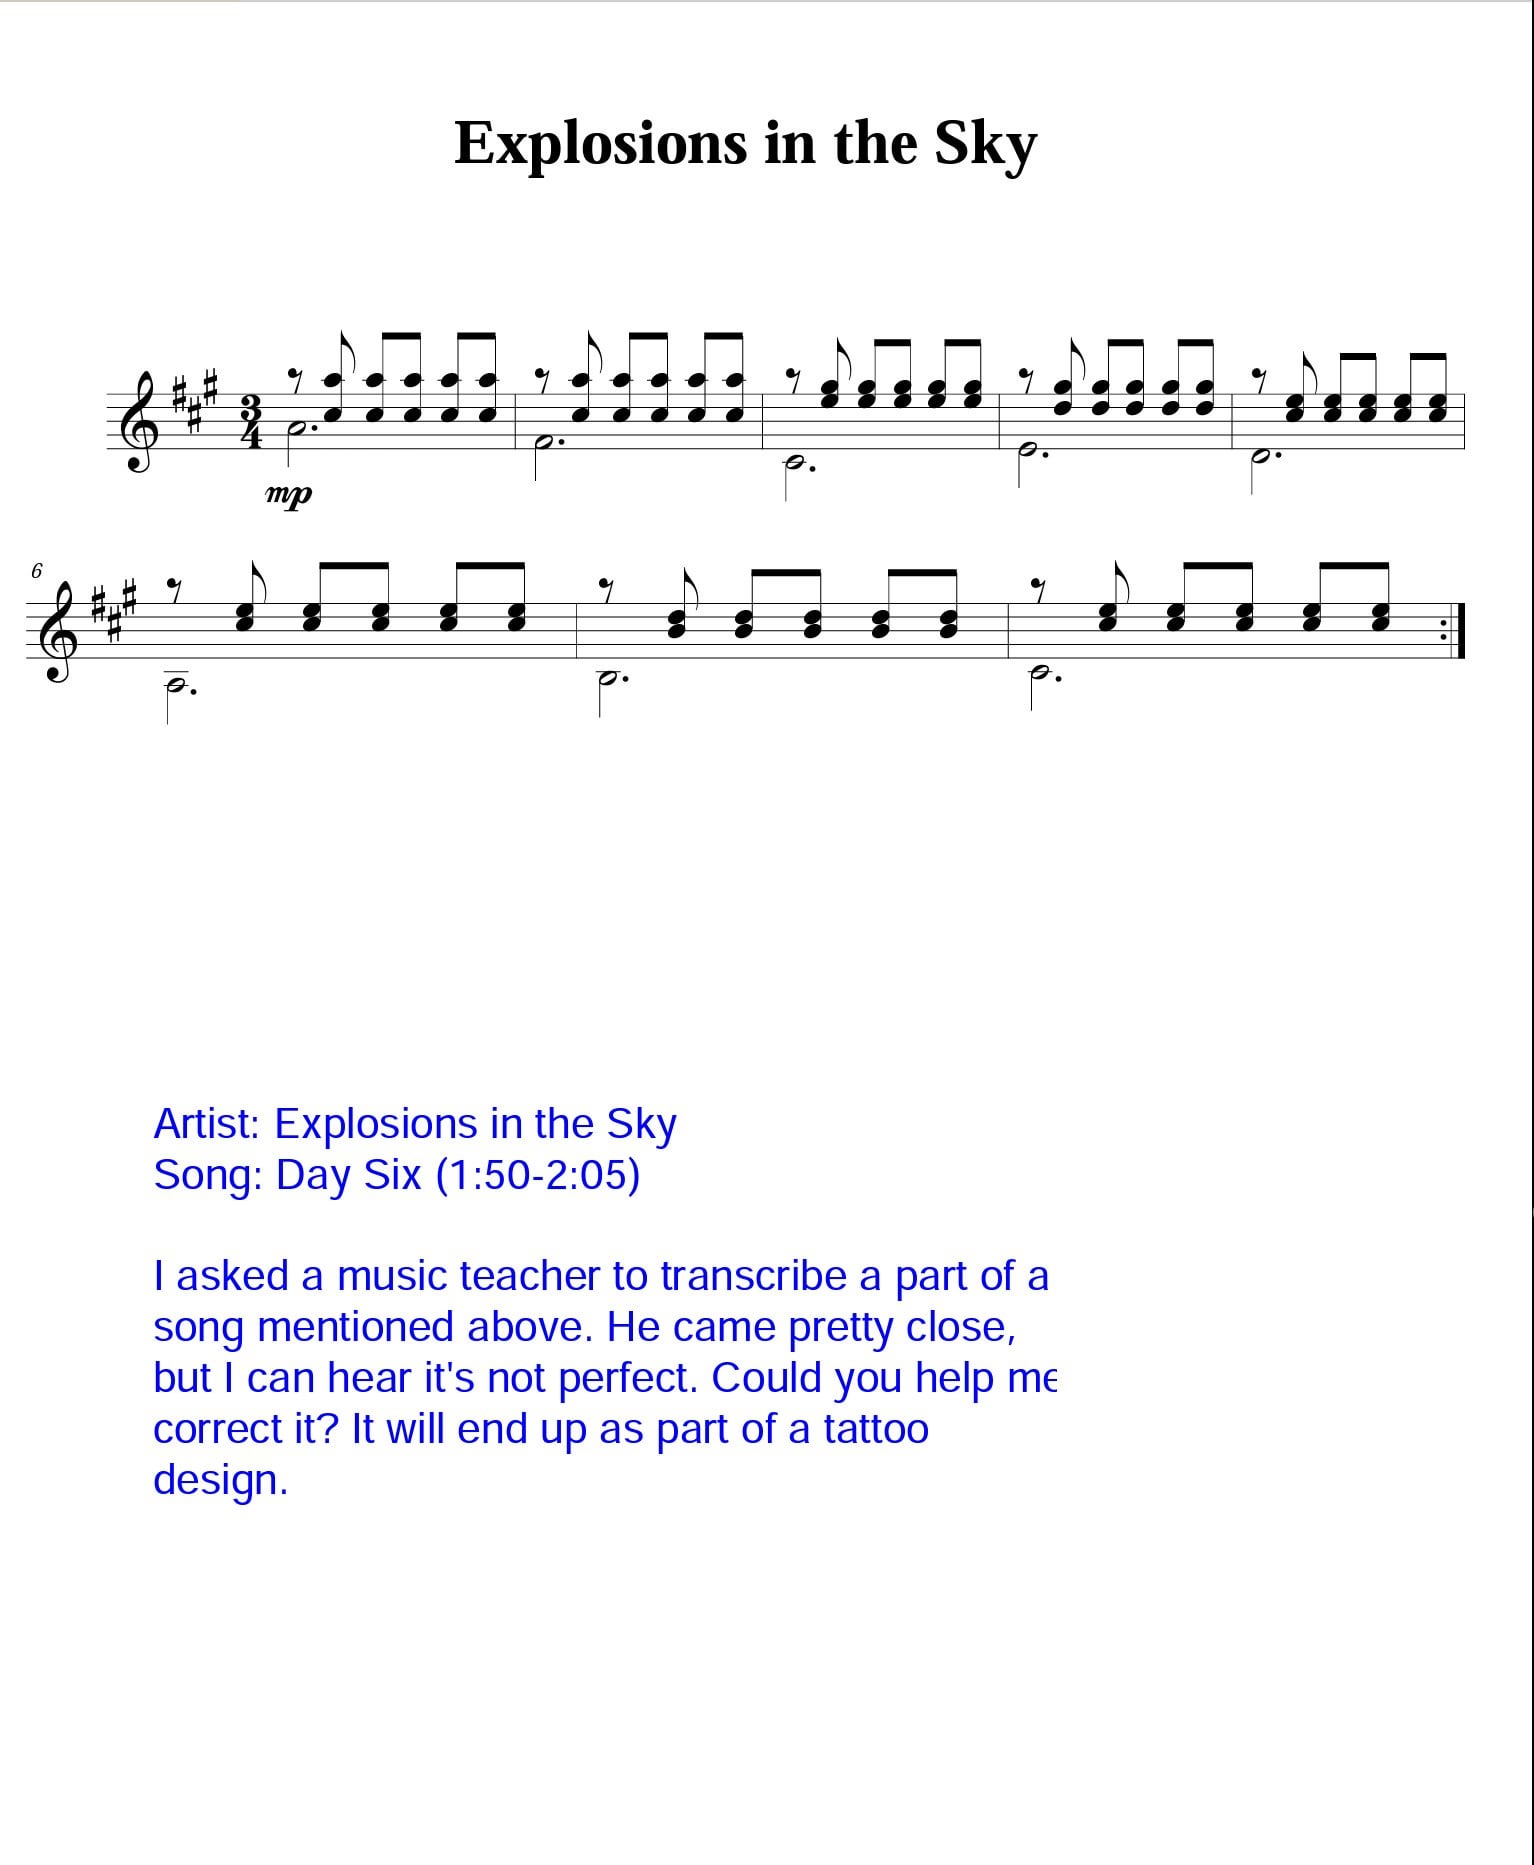 Explosions in the Sky
3
4
mp
6
Artist: Explosions in the Sky
Song: Day Six (1:50-2:05)
I asked a music teacher to transcribe a part of a
song mentioned above. He came pretty close,
but I can hear it's not perfect. Could you help me
correct it? It will end up as part of a tattoo
design.